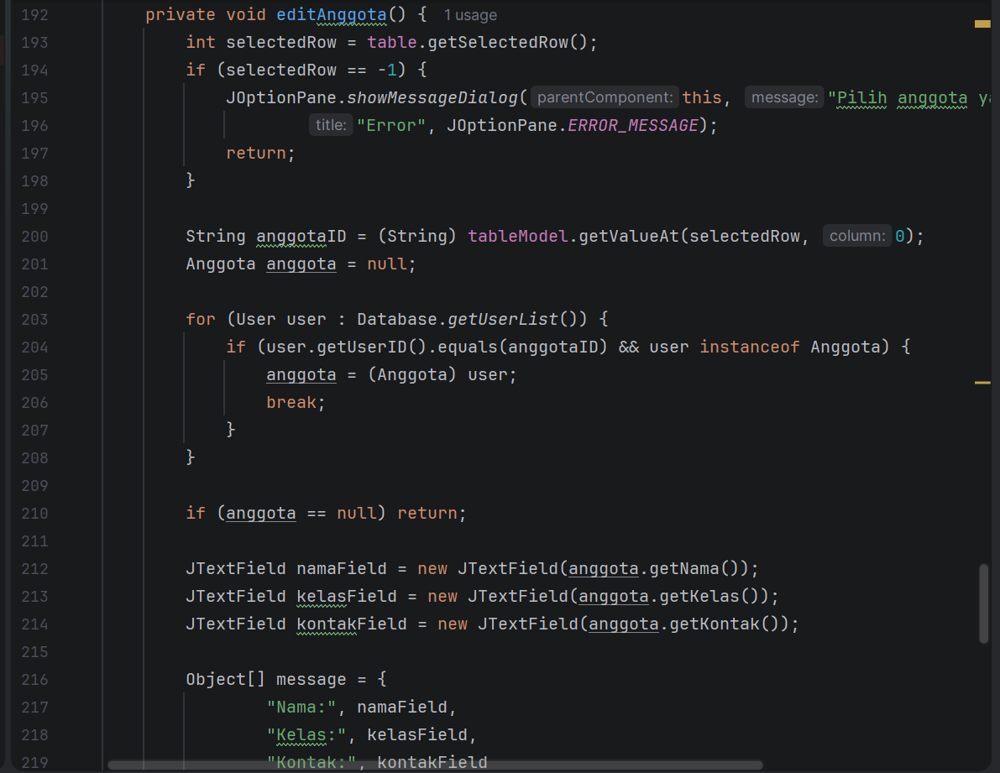 192 private void editAnggota() { 1 usage
193 int selectedRow = table.getSelectedRow();
194 if (selectedRow == -1) {
195 JOptionPane.showMessageDialog( parentComponent: this, message: "Pilih anggota
196 title: "Error", JOptionPane.ERROR_MESSAGE);
197 return;
198 }
199
200 String anggotaID = (String) tableModel.getValueAt(selectedRow, column: 0);
201 Anggota anggota = null;
202
203 for (User user : Database.getUserList()) {
204 if (user.getUserID().equals(anggotaID) && user instanceof Anggota) {
205 anggota = (Anggota) user;
206 break;
207 }
208 }
209
210 if (anggota == null) return;
211
212 JTextField namaField = new JTextField(anggota.getNama());
213 JTextField kelasField = new JTextField(anggota.getKelas());
214 JTextField kontakField = new JTextField(anggota.getKontak());
215
216 Object[] message = {
217 "Nama:", namaField,
218 "Kelas:", kelasField,
219 "Kontak:", kontakField